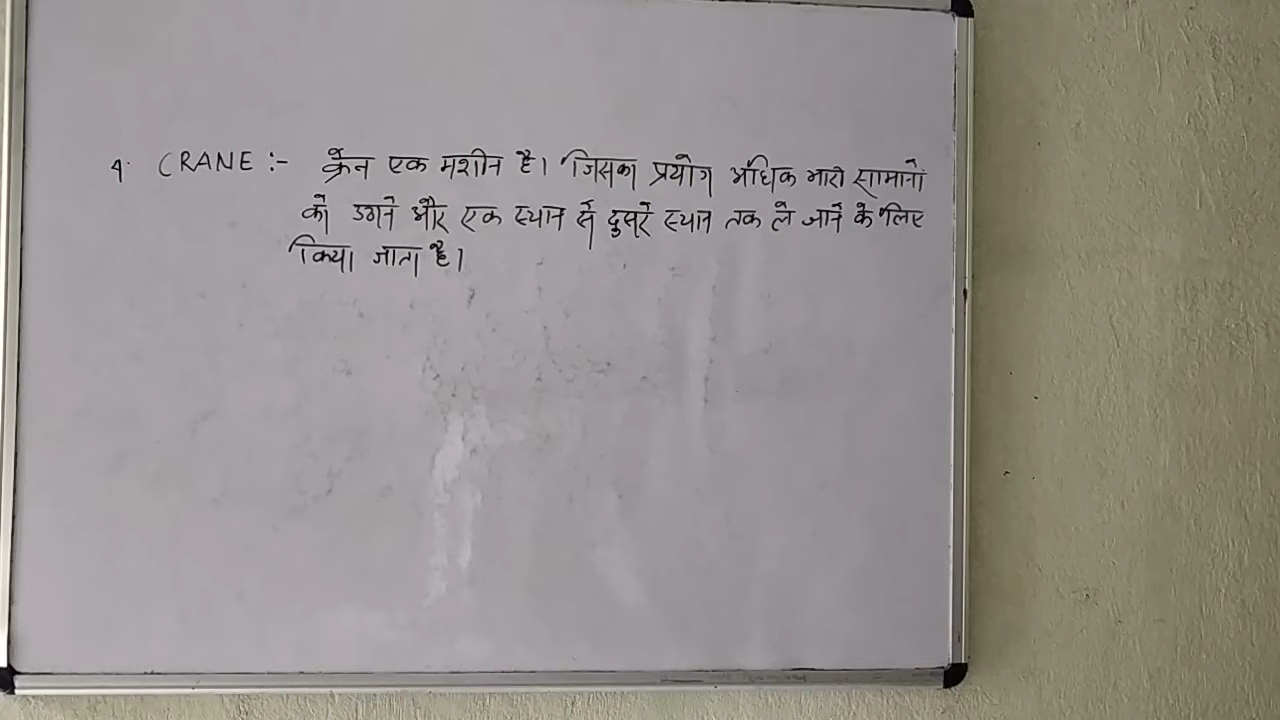 4. CRANE :- क्रेन एक मशीन है। जिसका प्रयोग अधिक भारी सामानो
को उठाने और एक स्थान से दुसरे स्थान तक ले जाने के लिए
किया जाता है।